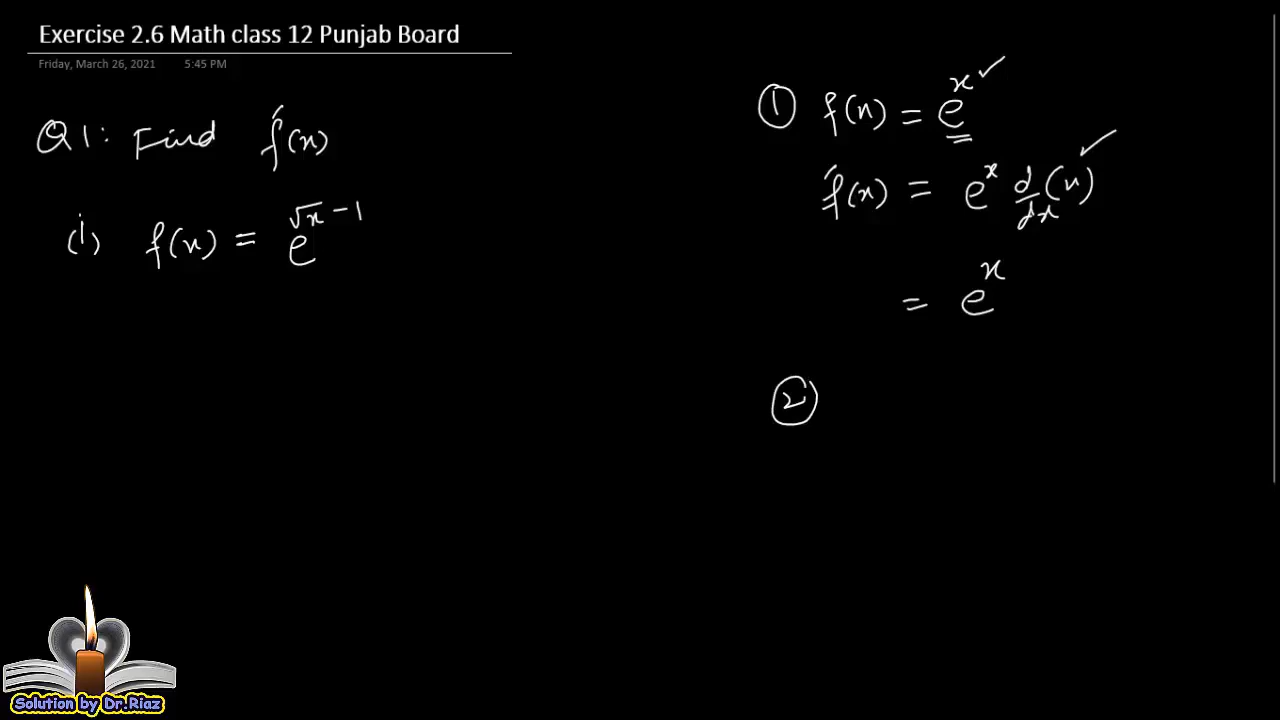 Exercise 2.6 Math class 12 Punjab Board
Friday, March 26, 2021 5:45 PM
Q1: Find f'(x)
(i) f(x) = e^{√x - 1}
① f(x) = e^x ✓
f'(x) = e^x d/dx (x) ✓
= e^x
②
Solution by Dr.Riaz